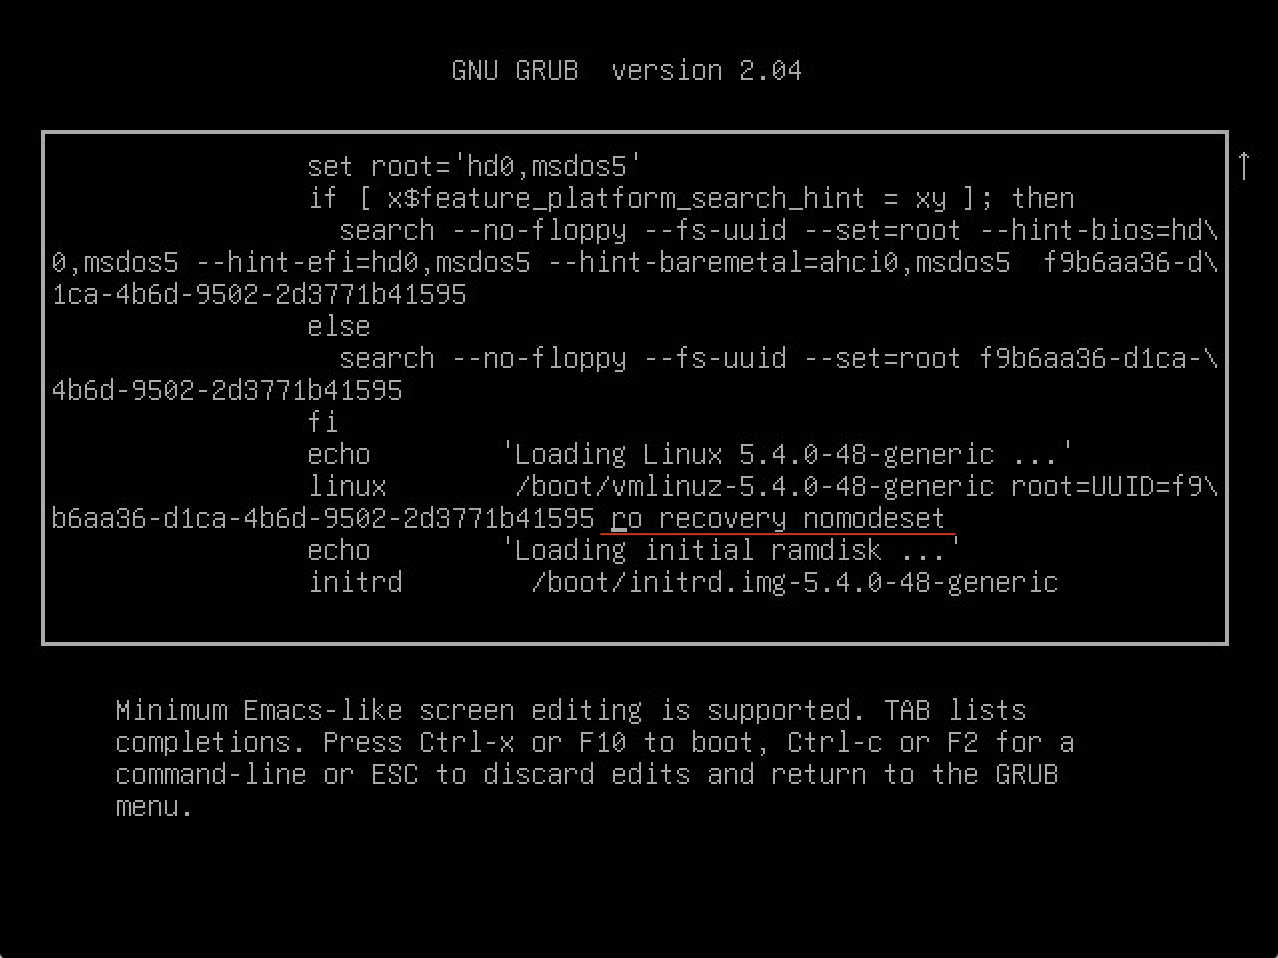 GNU GRUB  version 2.04
set root='hd0,msdos5'
if [ x$feature_platform_search_hint = xy ]; then
search --no-floppy --fs-uuid --set=root --hint-bios=hd\
0,msdos5 --hint-efi=hd0,msdos5 --hint-baremetal=ahci0,msdos5  f9b6aa36-d\
1ca-4b6d-9502-2d3771b41595
else
search --no-floppy --fs-uuid --set=root f9b6aa36-d1ca-\
4b6d-9502-2d3771b41595
fi
echo        'Loading Linux 5.4.0-48-generic ...'
linux        /boot/vmlinuz-5.4.0-48-generic root=UUID=f9\
b6aa36-d1ca-4b6d-9502-2d3771b41595 ro recovery nomodeset
echo        'Loading initial ramdisk ...'
initrd        /boot/initrd.img-5.4.0-48-generic
Minimum Emacs-like screen editing is supported. TAB lists
completions. Press Ctrl-x or F10 to boot, Ctrl-c or F2 for a
command-line or ESC to discard edits and return to the GRUB
menu.